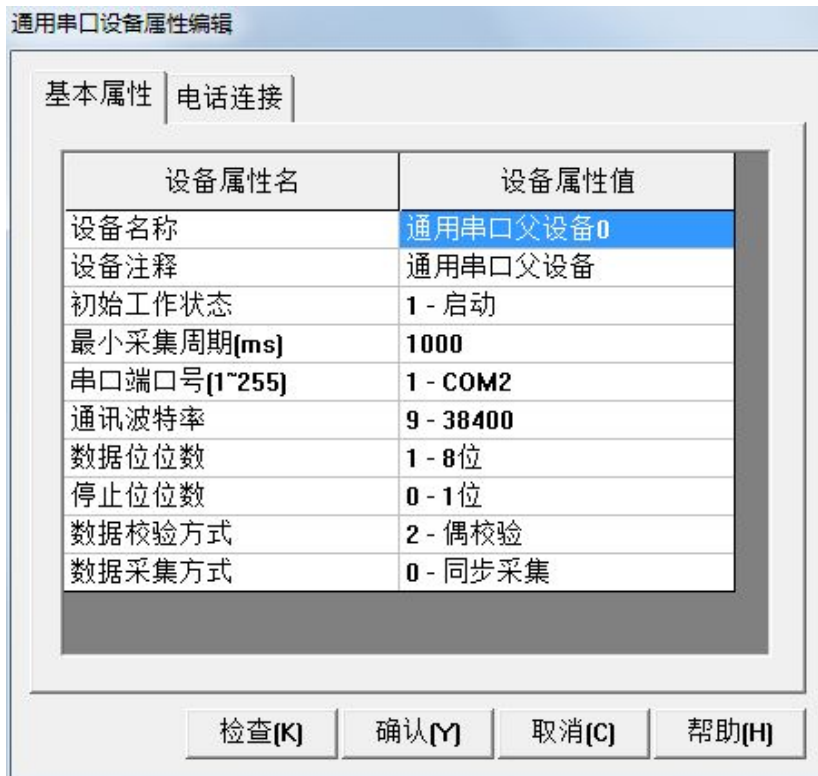 通用串口设备属性编辑
基本属性 电话连接
设备属性名 设备属性值
设备名称 通用串口父设备0
设备注释 通用串口父设备
初始工作状态 1 - 启动
最小采集周期(ms) 1000
串口端口号(1~255) 1 - COM2
通讯波特率 9 - 38400
数据位位数 1 - 8位
停止位位数 0 - 1位
数据校验方式 2 - 偶校验
数据采集方式 0 - 同步采集
检查(K) 确认(Y) 取消(C) 帮助(H)